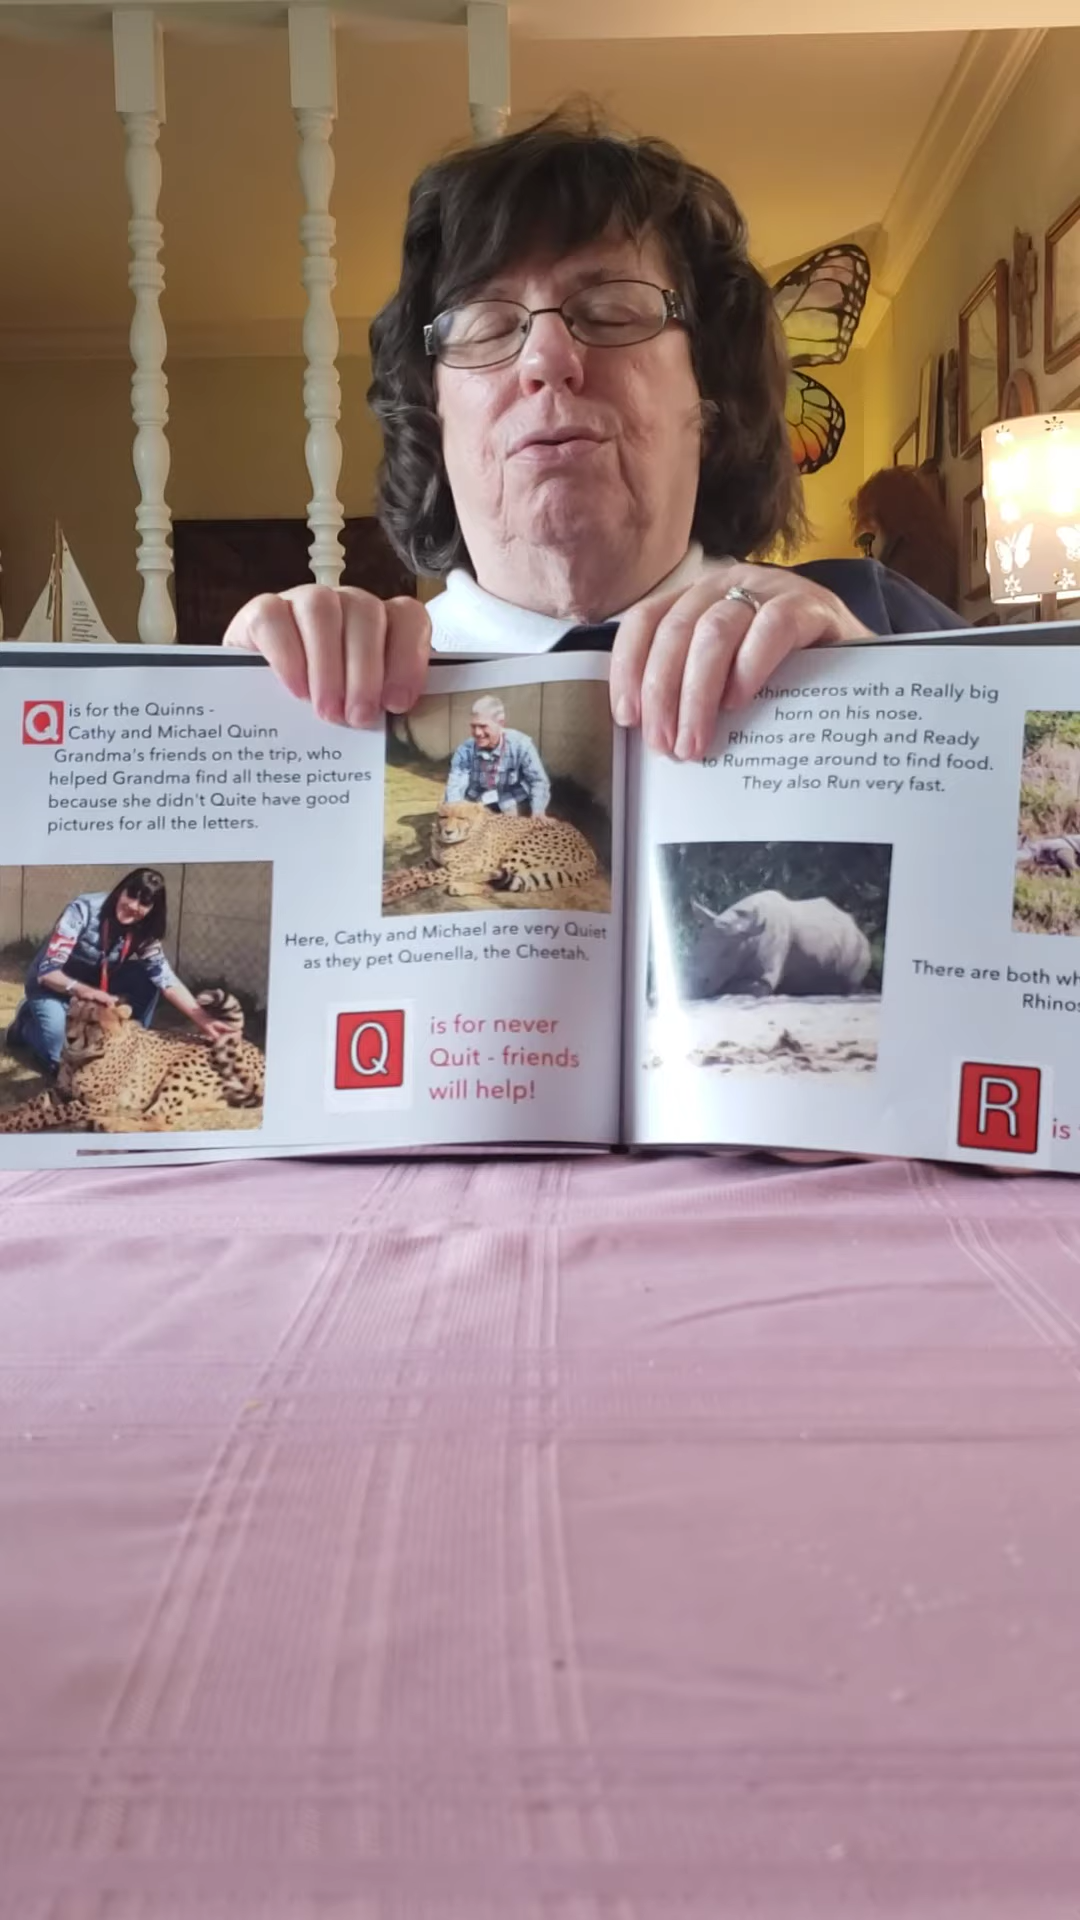 Q is for the Quinns -
Cathy and Michael Quinn
Grandma's friends on the trip, who
helped Grandma find all these pictures
because she didn't Quite have good
pictures for all the letters.
Here, Cathy and Michael are very Quiet
as they pet Quenella, the Cheetah.
Q is for never
Quit - friends
will help!
Rhinoceros with a Really big
horn on his nose.
Rhinos are Rough and Ready
to Rummage around to find food.
They also Run very fast.
There are both
Rhinos
R is